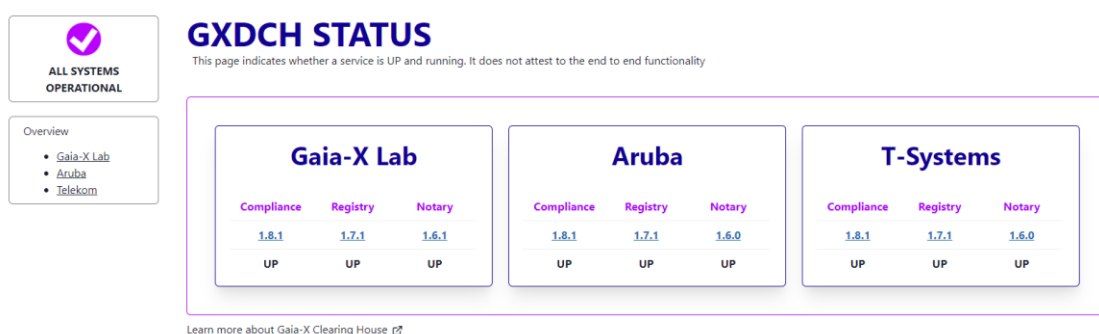 ALL SYSTEMS
OPERATIONAL
Overview
Gaia-X Lab
Aruba
Telekom
GXDCH STATUS
This page indicates whether a service is UP and running. It does not attest to the end to end functionality
Gaia-X Lab
Compliance Registry Notary
1.8.1 1.7.1 1.6.1
UP UP UP
Aruba
Compliance Registry Notary
1.8.1 1.7.1 1.6.0
UP UP UP
T-Systems
Compliance Registry Notary
1.8.1 1.7.1 1.6.0
UP UP UP
Learn more about Gaia-X Clearing House